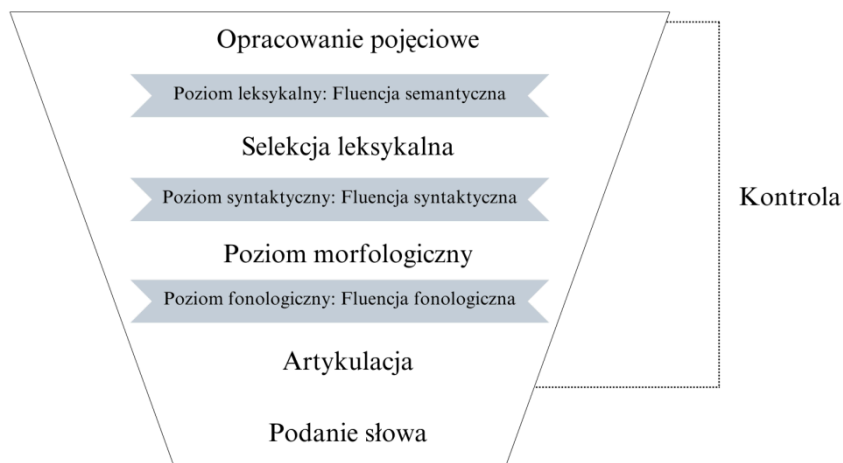 Opracowanie pojęciowe
Poziom leksykalny: Fluencja semantyczna
Selekcja leksykalna
Poziom syntaktyczny: Fluencja syntaktyczna
Kontrola
Poziom morfologiczny
Poziom fonologiczny: Fluencja fonologiczna
Artykulacja
Podanie słowa